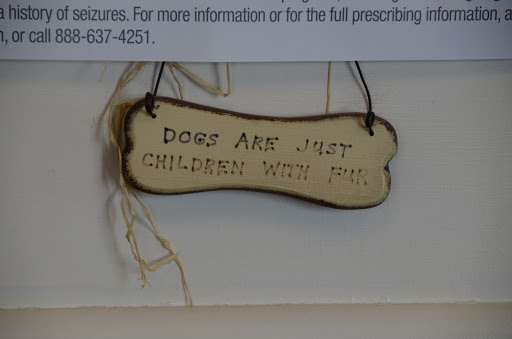 a history of seizures. For more information or for the full prescribing information,
or call 888-637-4251.
DOGS ARE JUST
CHILDREN WITH FUR